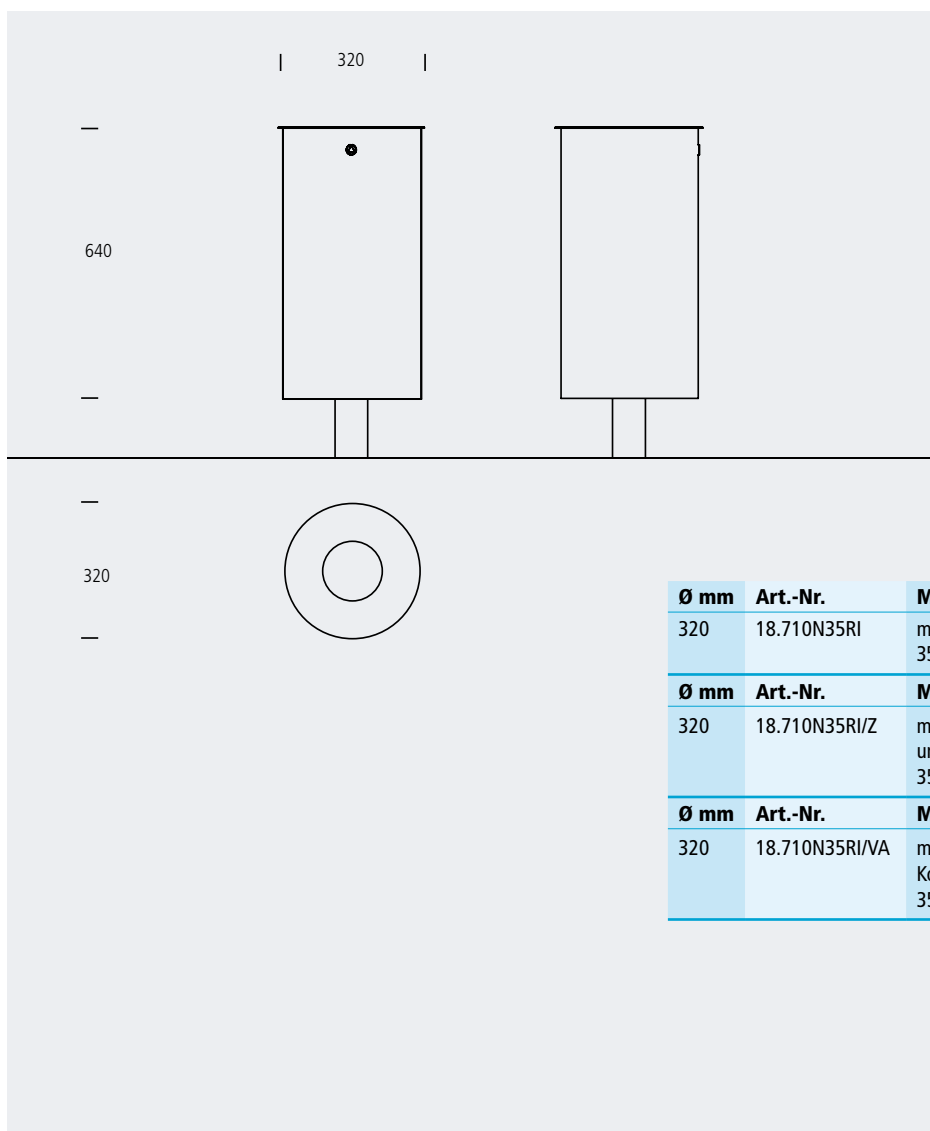 320
640
320
Ø mm Art.-Nr.
320 18.710N35RI
Ø mm Art.-Nr.
320 18.710N35RI/Z
Ø mm Art.-Nr.
320 18.710N35RI/VA